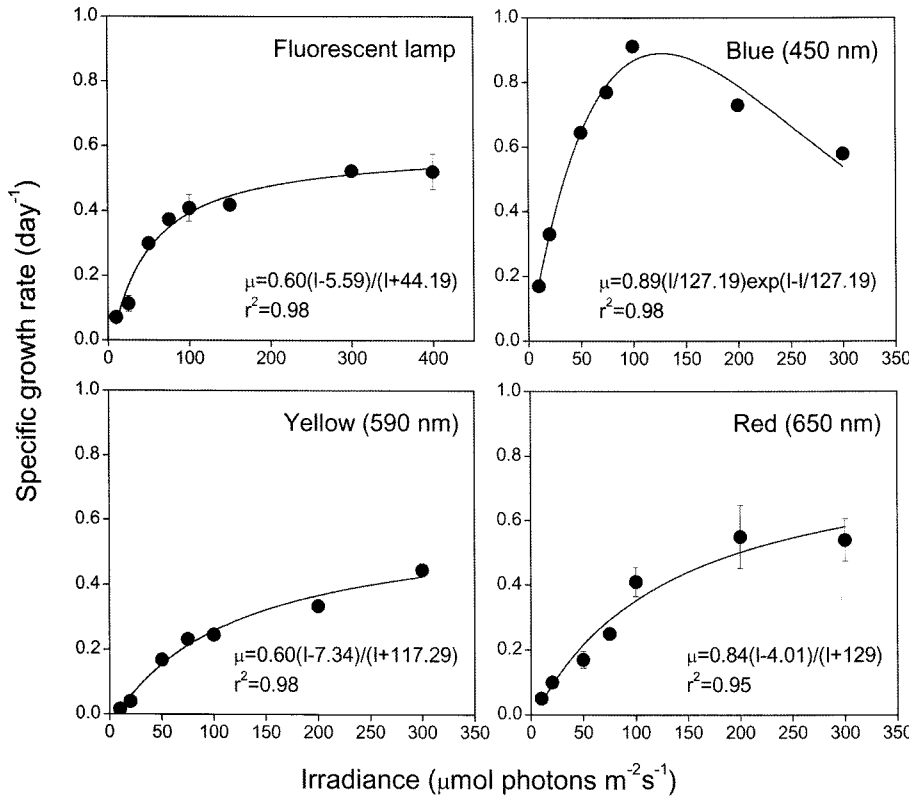 Specific growth rate (day⁻¹)
Fluorescent lamp
1.0
0.8
0.6
0.4
0.2
0.0
μ=0.60(I-5.59)/(I+44.19)
r²=0.98
0 100 200 300 400
Blue (450 nm)
1.0
0.8
0.6
0.4
0.2
0.0
μ=0.89(I/127.19)exp(I-I/127.19)
r²=0.98
0 50 100 150 200 250 300 350
Yellow (590 nm)
1.0
0.8
0.6
0.4
0.2
0.0
μ=0.60(I-7.34)/(I+117.29)
r²=0.98
0 50 100 150 200 250 300 350
Red (650 nm)
1.0
0.8
0.6
0.4
0.2
0.0
μ=0.84(I-4.01)/(I+129)
r²=0.95
0 50 100 150 200 250 300 350
Irradiance (μmol photons m⁻²s⁻¹)